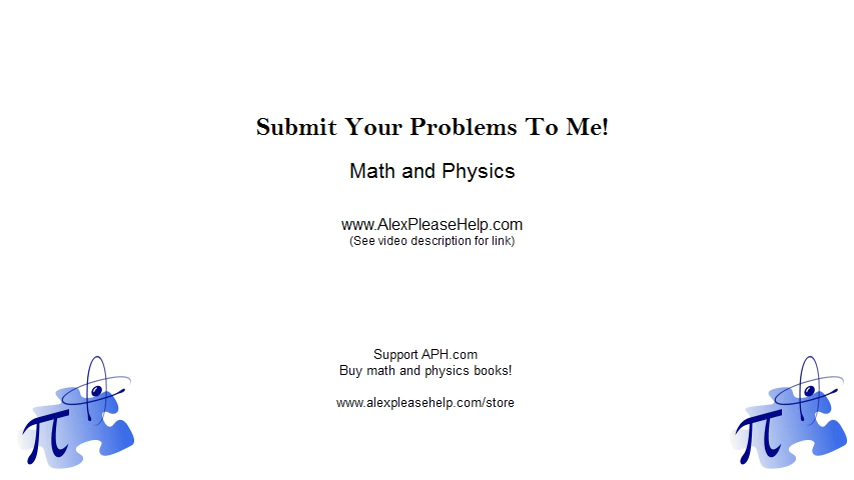 Submit Your Problems To Me!
Math and Physics
www.AlexPleaseHelp.com
(See video description for link)
Support APH.com
Buy math and physics books!
www.alexpleasehelp.com/store
π
π